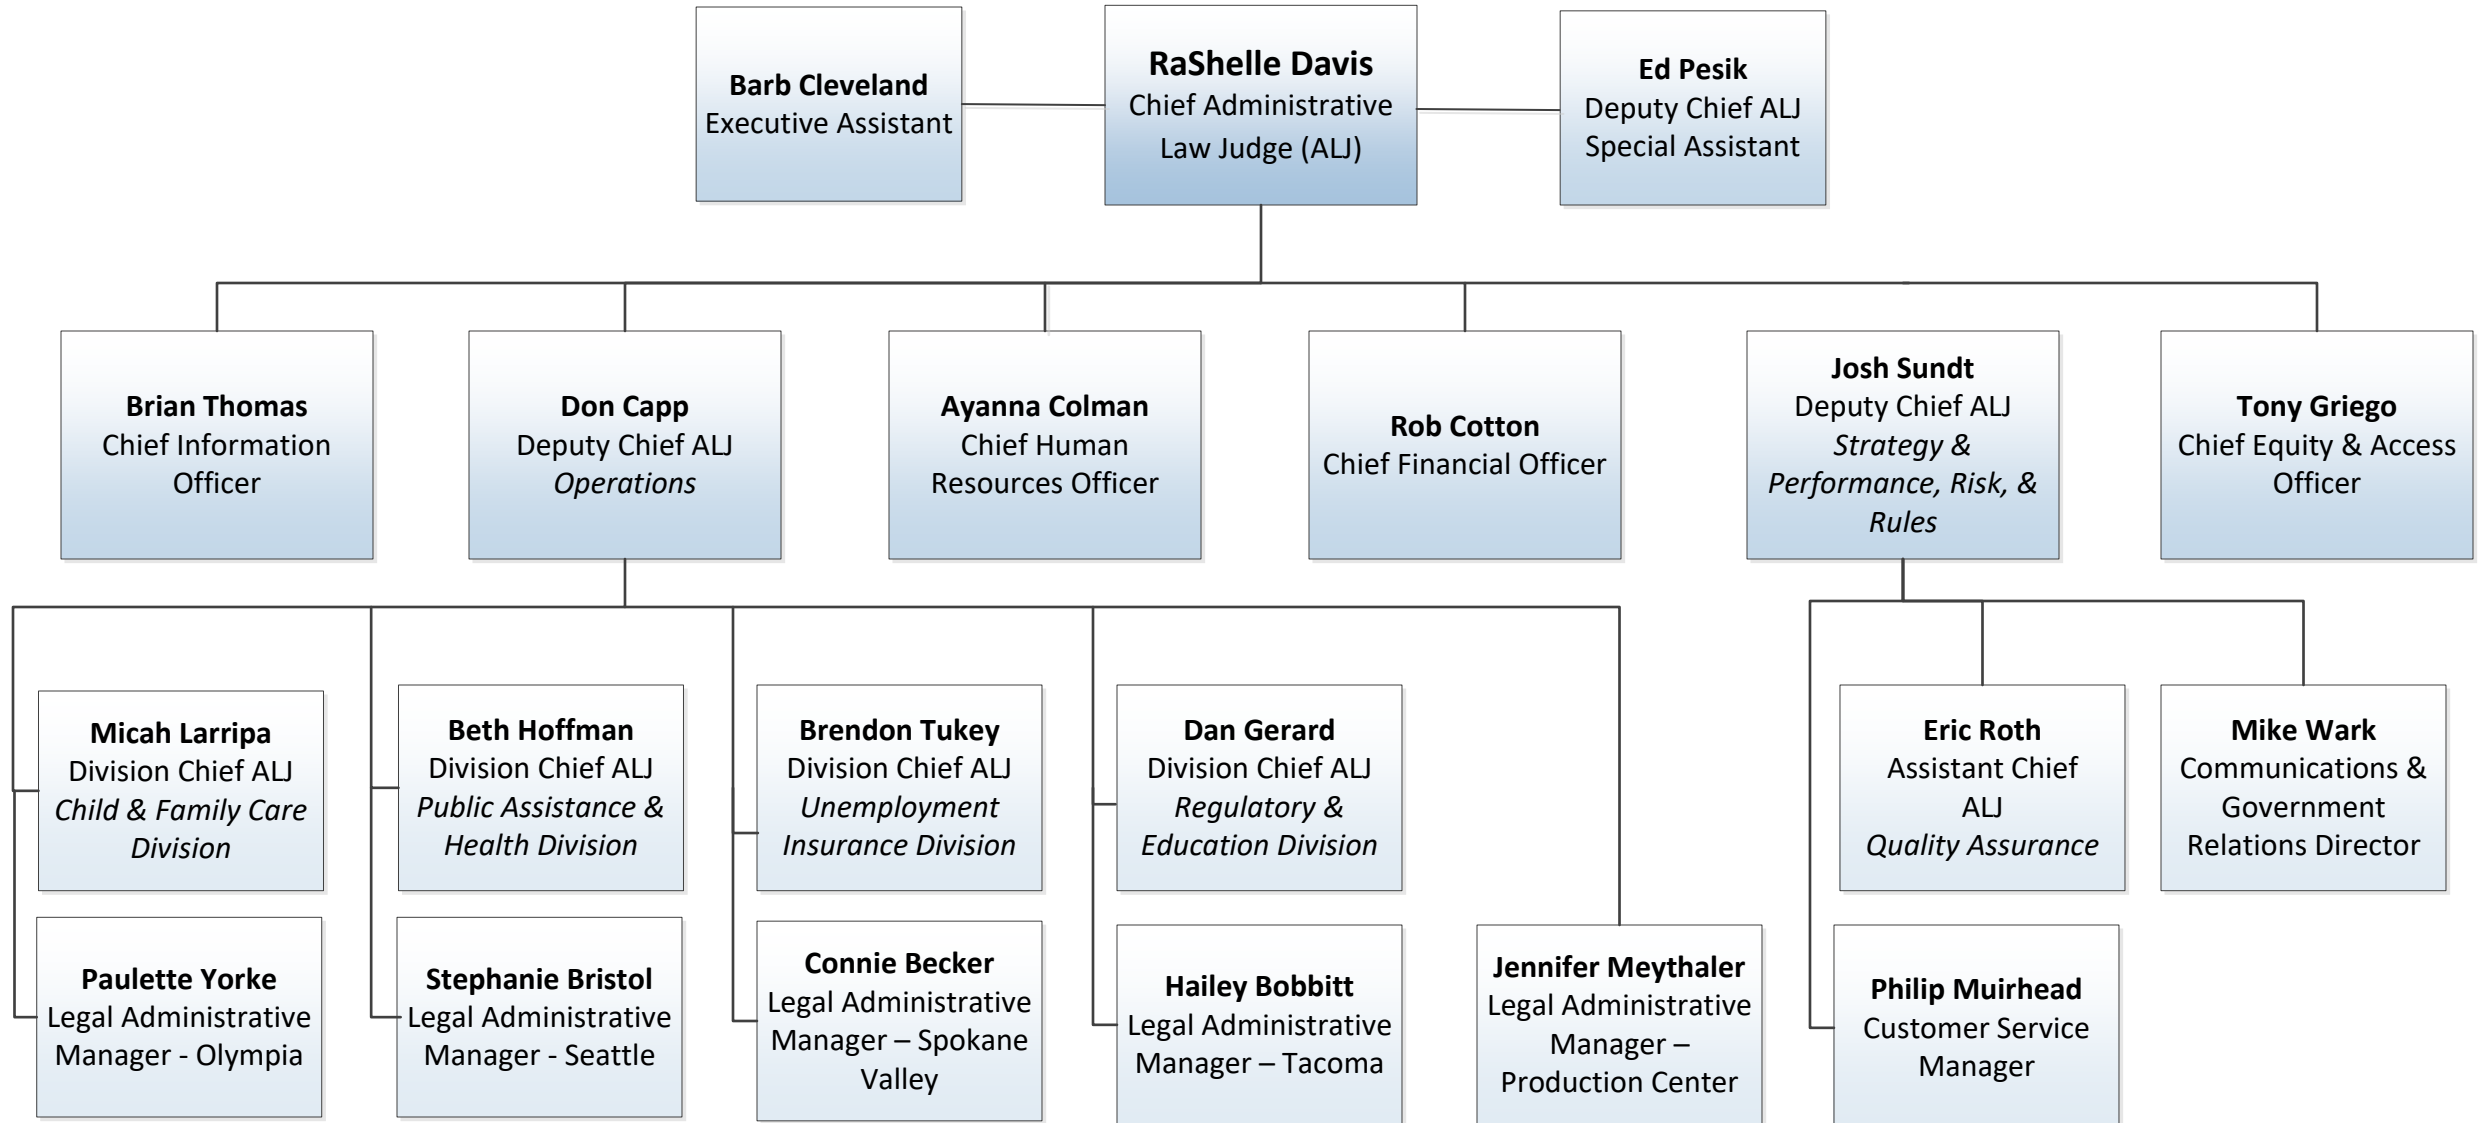 Barb Cleveland
Executive Assistant
RaShelle Davis
Chief Administrative
Law Judge (ALJ)
Ed Pesik
Deputy Chief ALJ
Special Assistant
Brian Thomas
Chief Information
Officer
Don Capp
Deputy Chief ALJ
Operations
Ayanna Colman
Chief Human
Resources Officer
Rob Cotton
Chief Financial Officer
Josh Sundt
Deputy Chief ALJ
Strategy &
Performance, Risk, &
Rules
Tony Griego
Chief Equity & Access
Officer
Micah Larripa
Division Chief ALJ
Child & Family Care
Division
Beth Hoffman
Division Chief ALJ
Public Assistance &
Health Division
Brendon Tukey
Division Chief ALJ
Unemployment
Insurance Division
Dan Gerard
Division Chief ALJ
Regulatory &
Education Division
Eric Roth
Assistant Chief
ALJ
Quality Assurance
Mike Wark
Communications &
Government
Relations Director
Paulette Yorke
Legal Administrative
Manager - Olympia
Stephanie Bristol
Legal Administrative
Manager - Seattle
Connie Becker
Legal Administrative
Manager – Spokane
Valley
Hailey Bobbitt
Legal Administrative
Manager – Tacoma
Jennifer Meythaler
Legal Administrative
Manager –
Production Center
Philip Muirhead
Customer Service
Manager